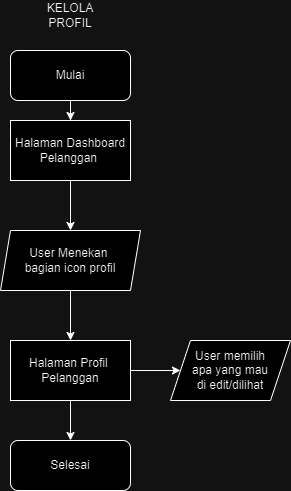 KELOLA
PROFIL
Mulai
Halaman Dashboard
Pelanggan
User Menekan
bagian icon profil
Halaman Profil
Pelanggan
User memilih
apa yang mau
di edit/dilihat
Selesai